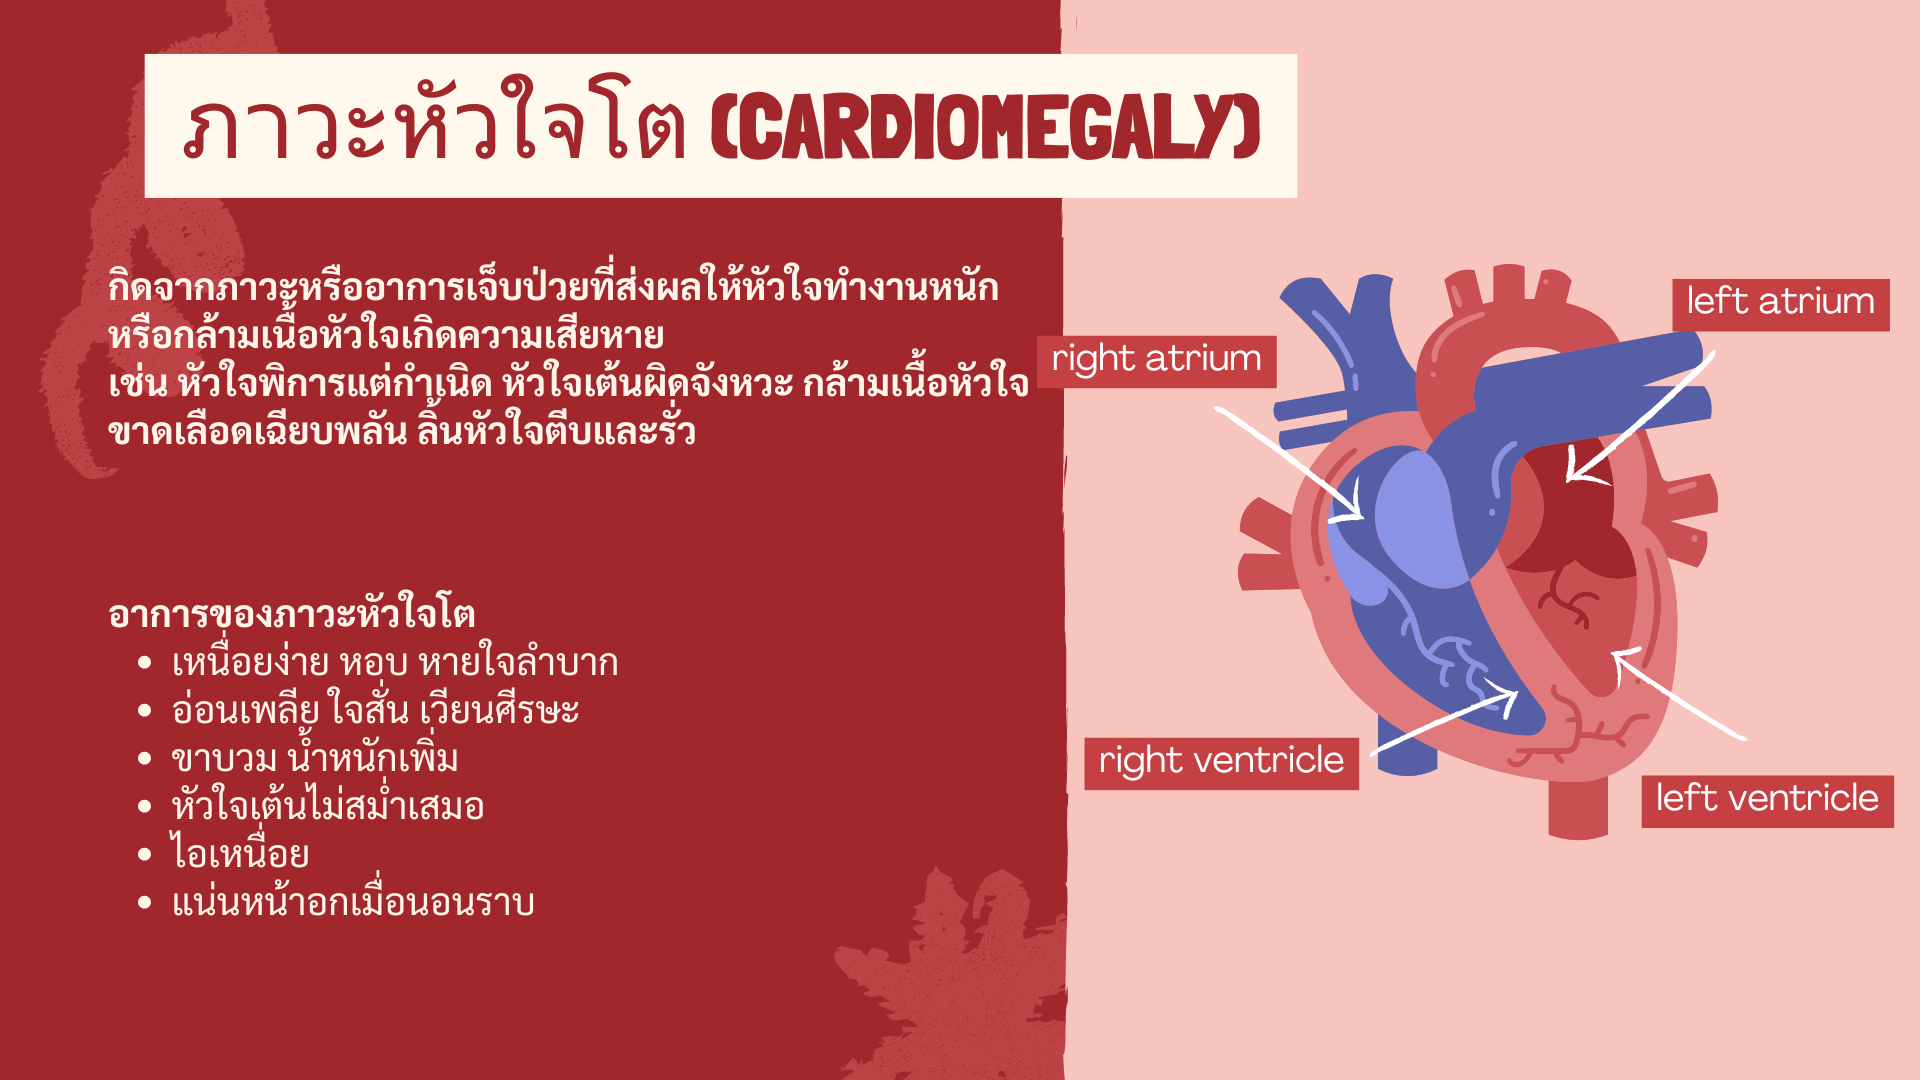 ภาวะหัวใจโต (CARDIOMEGALY)
กิดจากภาวะหรืออาการเจ็บป่วยที่ส่งผลให้หัวใจทำงานหนัก
หรือกล้ามเนื้อหัวใจเกิดความเสียหาย
เช่น หัวใจพิการแต่กำเนิด หัวใจเต้นผิดจังหวะ กล้ามเนื้อหัวใจ
ขาดเลือดเฉียบพลัน ลิ้นหัวใจตีบและรั่ว
อาการของภาวะหัวใจโต
• เหนื่อยง่าย หอบ หายใจลำบาก
• อ่อนเพลีย ใจสั่น เวียนศีรษะ
• ขาบวม น้ำหนักเพิ่ม
• หัวใจเต้นไม่สม่ำเสมอ
• ไอเหนื่อย
• แน่นหน้าอกเมื่อนอนราบ
left atrium
right atrium
right ventricle
left ventricle